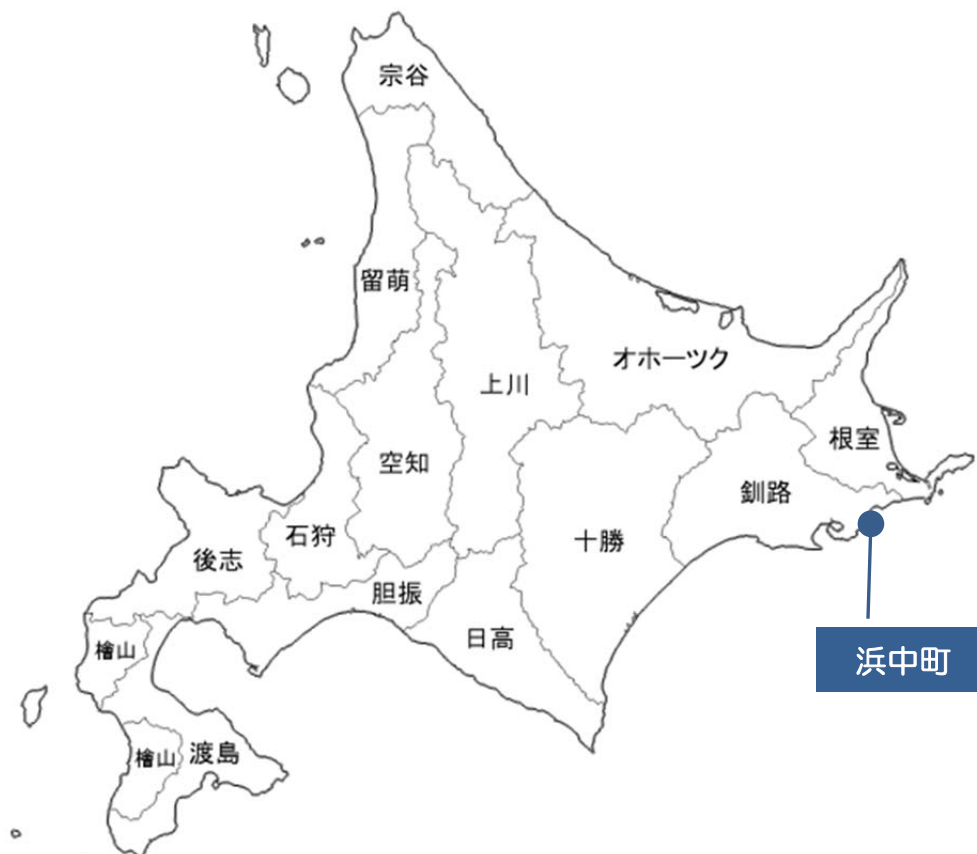 宗谷
留萌
オホーツク
上川
根室
空知
釧路
石狩
十勝
後志
胆振
日高
檜山
浜中町
渡島
檜山